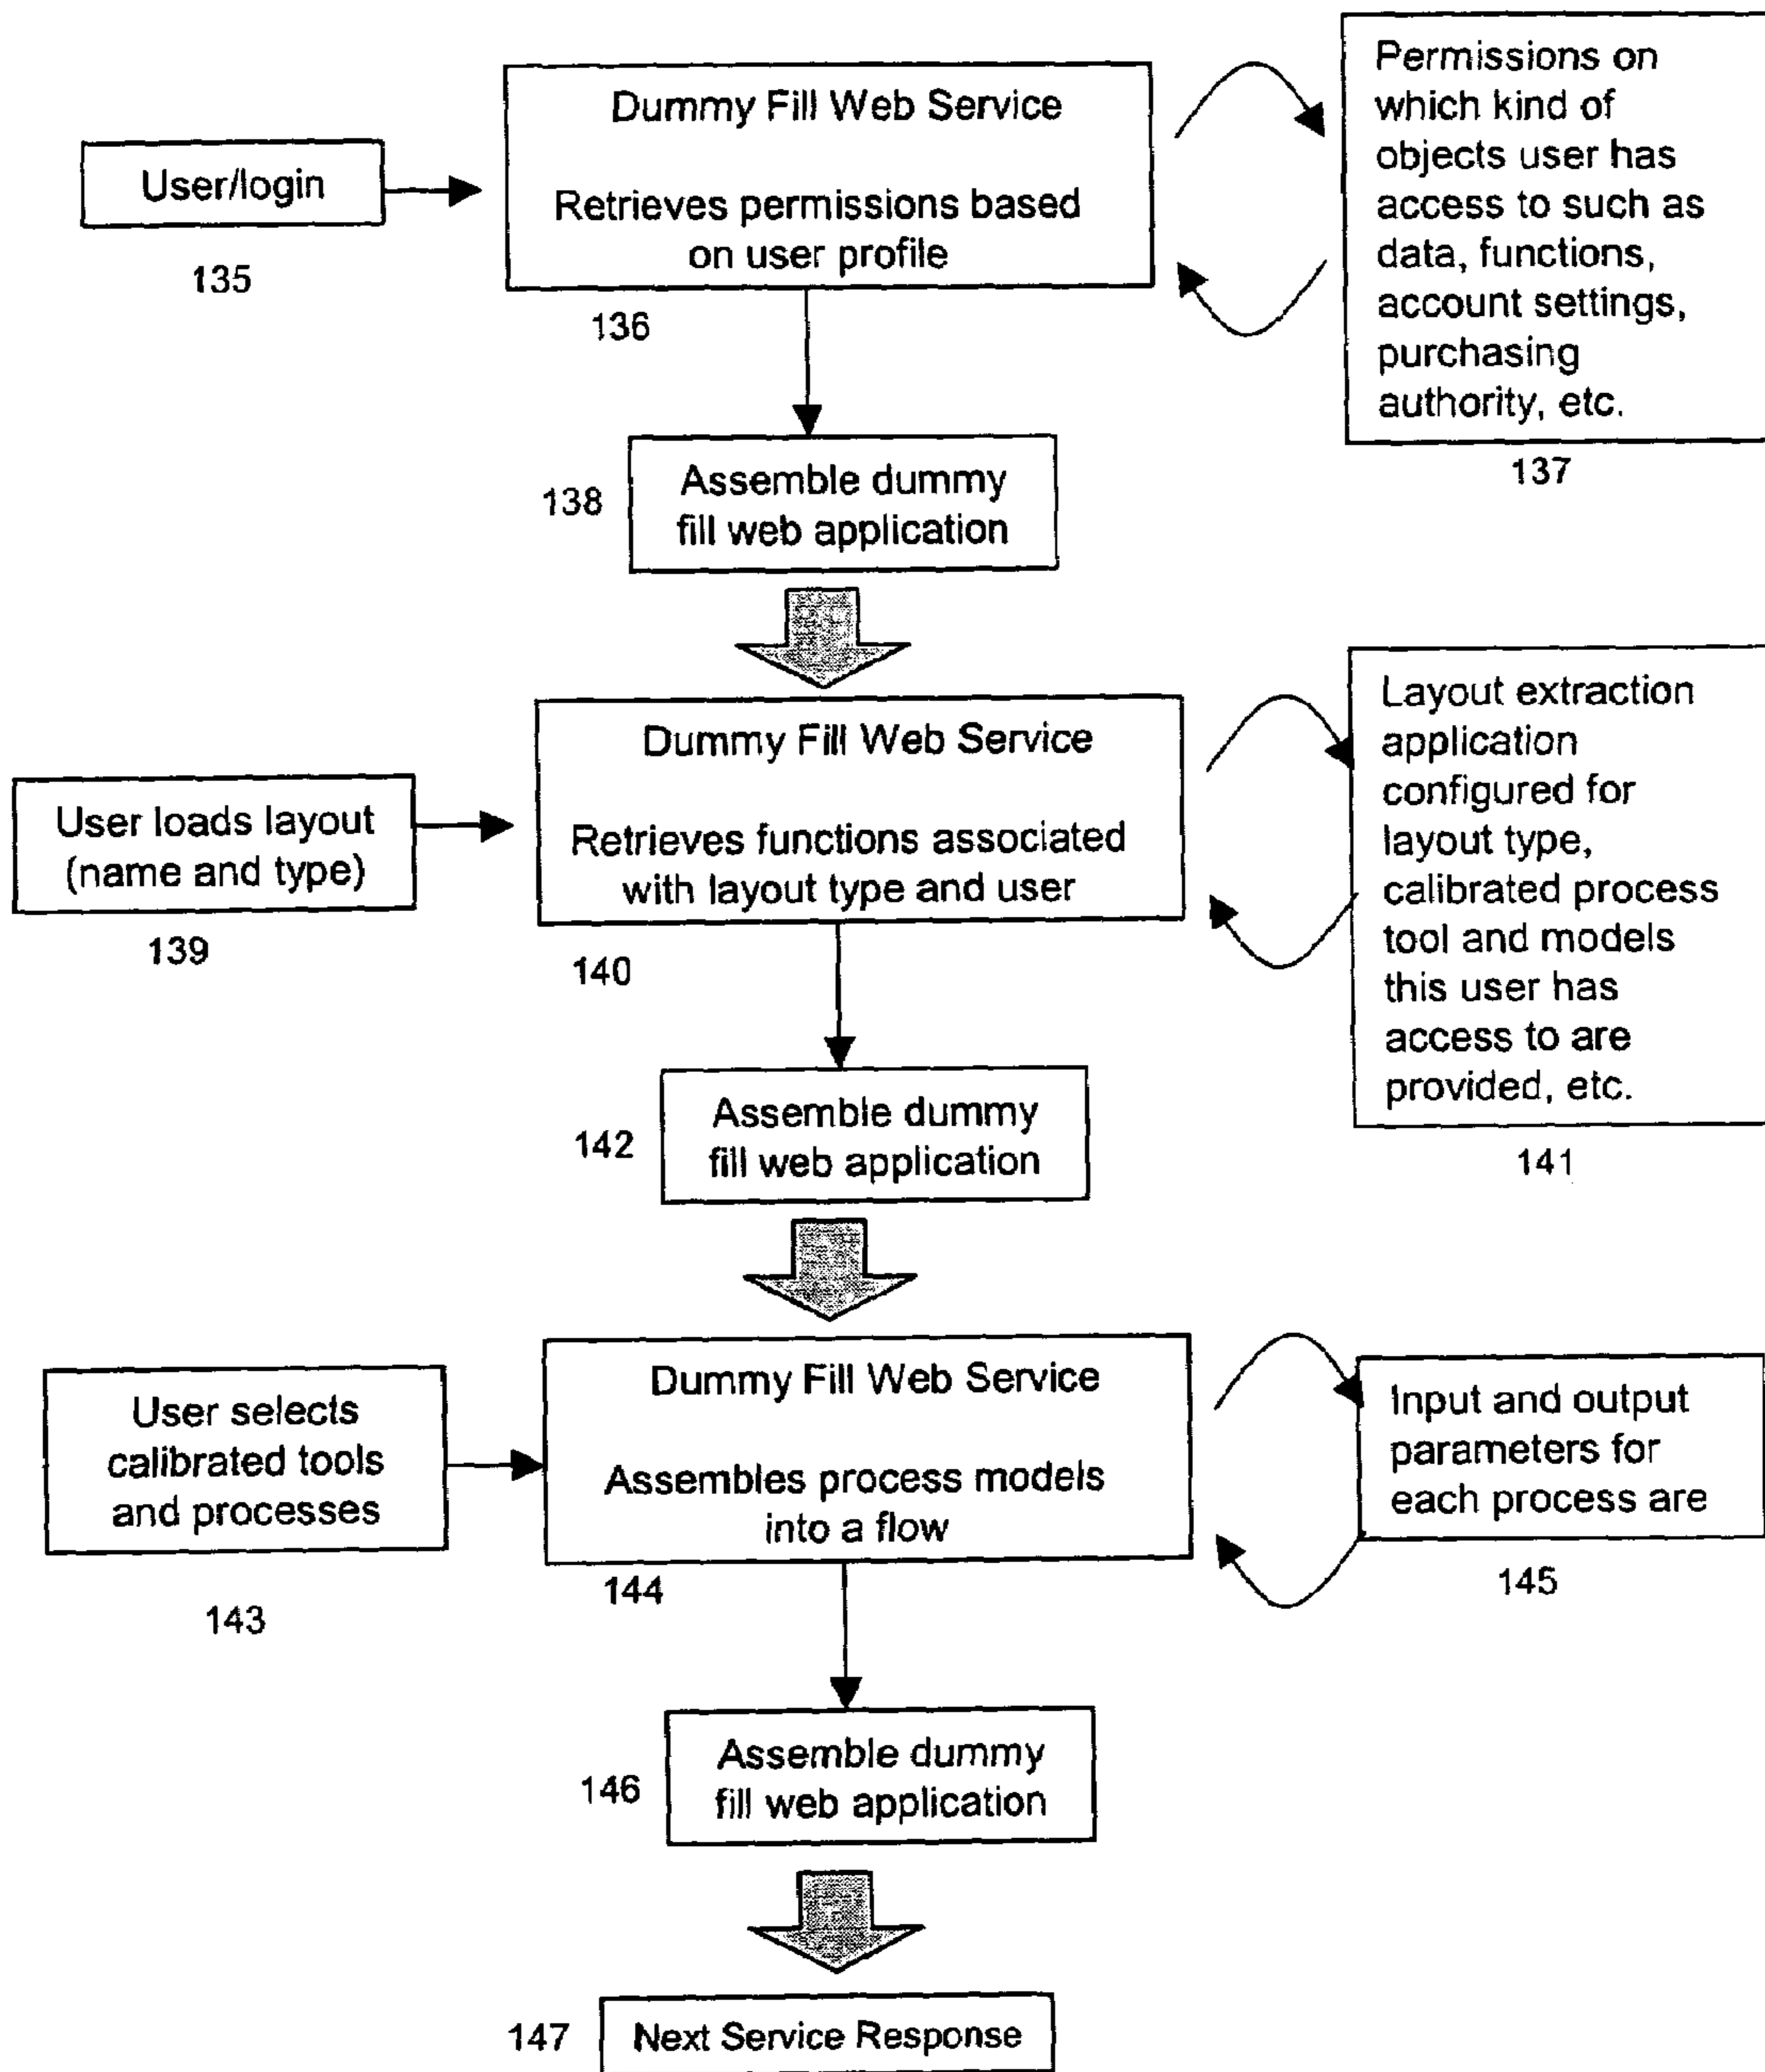 User/login
135
Dummy Fill Web Service
Retrieves permissions based
on user profile
136
Permissions on
which kind of
objects user has
access to such as
data, functions,
account settings,
purchasing
authority, etc.
137
138
Assemble dummy
fill web application
User loads layout
(name and type)
139
Dummy Fill Web Service
Retrieves functions associated
with layout type and user
140
Layout extraction
application
configured for
layout type,
calibrated process
tool and models
this user has
access to are
provided, etc.
141
142
Assemble dummy
fill web application
User selects
calibrated tools
and processes
143
Dummy Fill Web Service
Assembles process models
into a flow
144
Input and output
parameters for
each process are
145
146
Assemble dummy
fill web application
147
Next Service Response